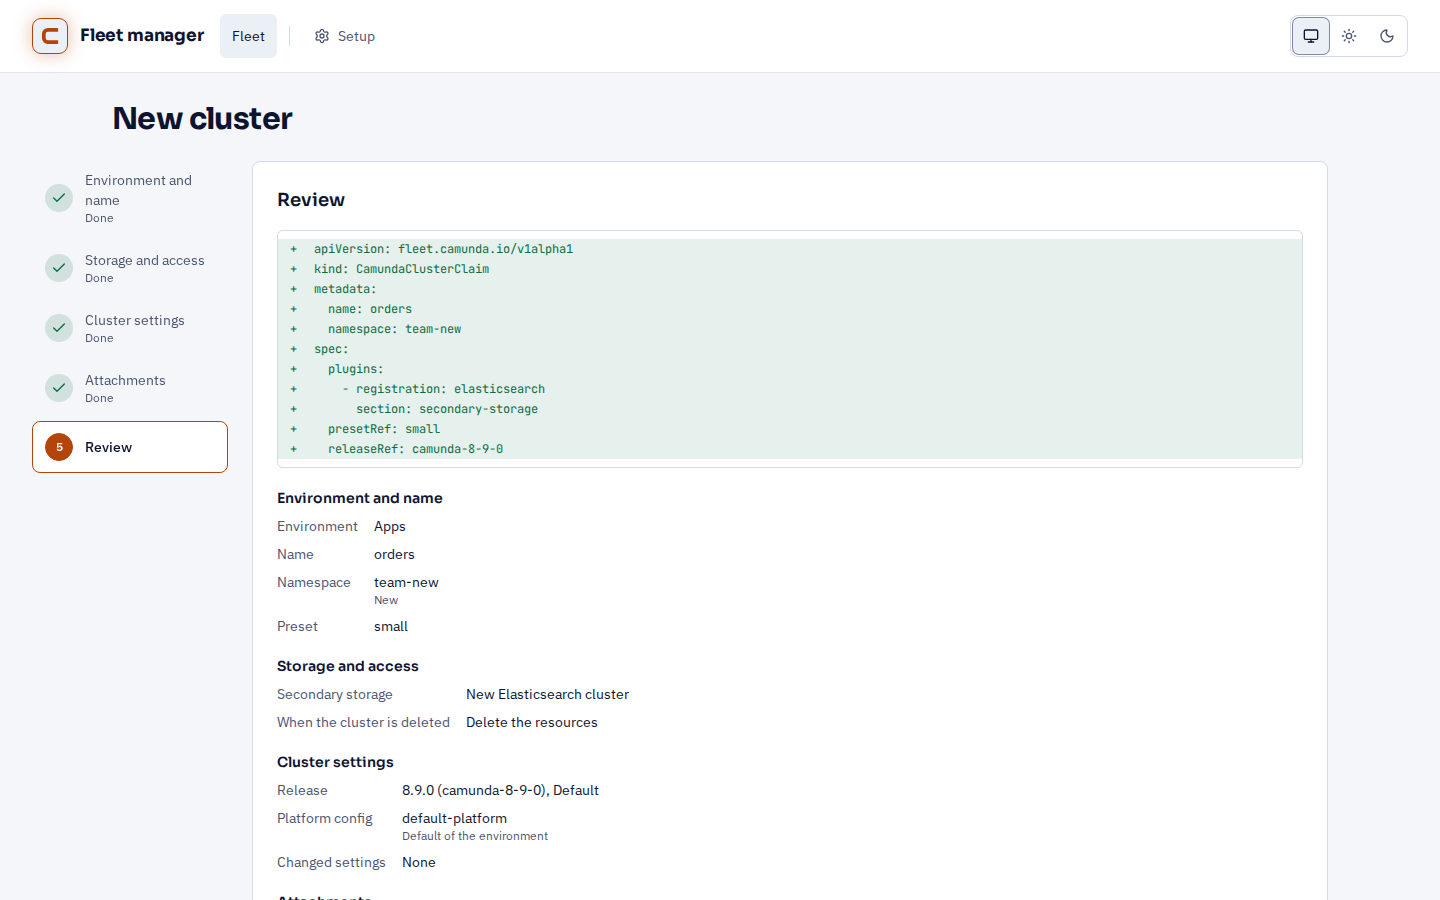 Fleet manager
Fleet
Setup
New cluster
Environment and
name
Done
Storage and access
Done
Cluster settings
Done
Attachments
Done
5
Review
Review
+ apiVersion: fleet.camunda.io/v1alpha1
+ kind: CamundaClusterClaim
+ metadata:
+   name: orders
+   namespace: team-new
+ spec:
+   plugins:
+     - registration: elasticsearch
+       section: secondary-storage
+   presetRef: small
+   releaseRef: camunda-8-9-0
Environment and name
Environment Apps
Name orders
Namespace team-new
New
Preset small
Storage and access
Secondary storage New Elasticsearch cluster
When the cluster is deleted Delete the resources
Cluster settings
Release 8.9.0 (camunda-8-9-0), Default
Platform config default-platform
Default of the environment
Changed settings None
Attachments